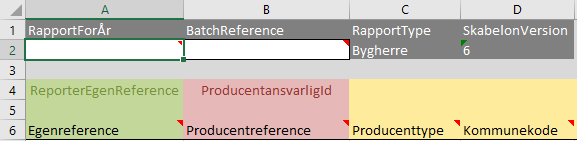 A B C D
1 RapportForÅr BatchReference RapportType SkabelonVersion
2 Bygherre 6
3
4 ReporterEgenReference ProducentansvarligId
5
6 Egenreference Producentreference Producenttype Kommunekode